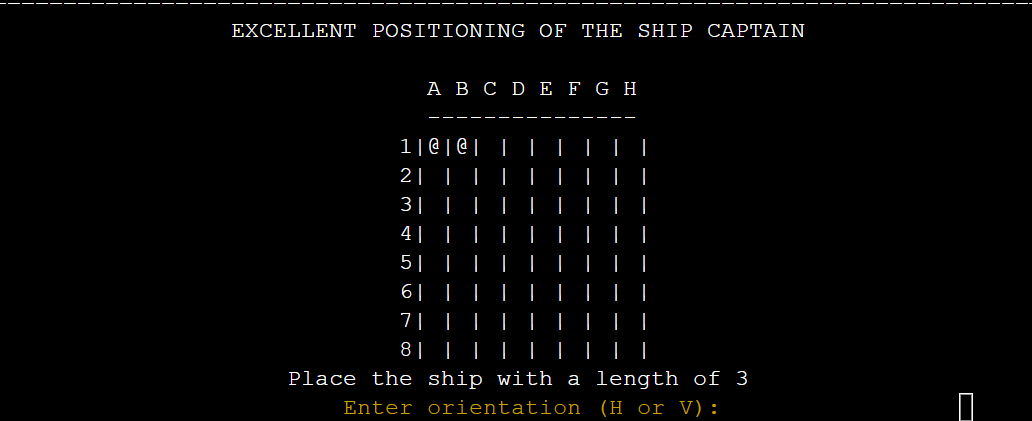 EXCELLENT POSITIONING OF THE SHIP CAPTAIN
A B C D E F G H
---------------
1|@|@| | | | | | |
2| | | | | | | | |
3| | | | | | | | |
4| | | | | | | | |
5| | | | | | | | |
6| | | | | | | | |
7| | | | | | | | |
8| | | | | | | | |
Place the ship with a length of 3
Enter orientation (H or V):